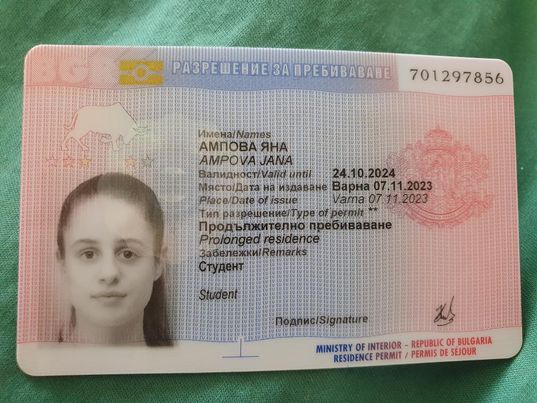 BG
РАЗРЕШЕНИЕ ЗА ПРЕБИВАВАНЕ
701297856
Имена/Names
АМПОВА ЯНА
AMPOVA JANA
Валидност/Valid until 24.10.2024
Място/Дата на издаване Варна 07.11.2023
Place/Date of issue Varna 07.11.2023
Тип разрешение/Type of permit **
Продължително пребиваване
Prolonged residence
Забележки/Remarks
Студент
Student
Подпис/Signature
MINISTRY OF INTERIOR - REPUBLIC OF BULGARIA
RESIDENCE PERMIT / PERMIS DE SEJOUR